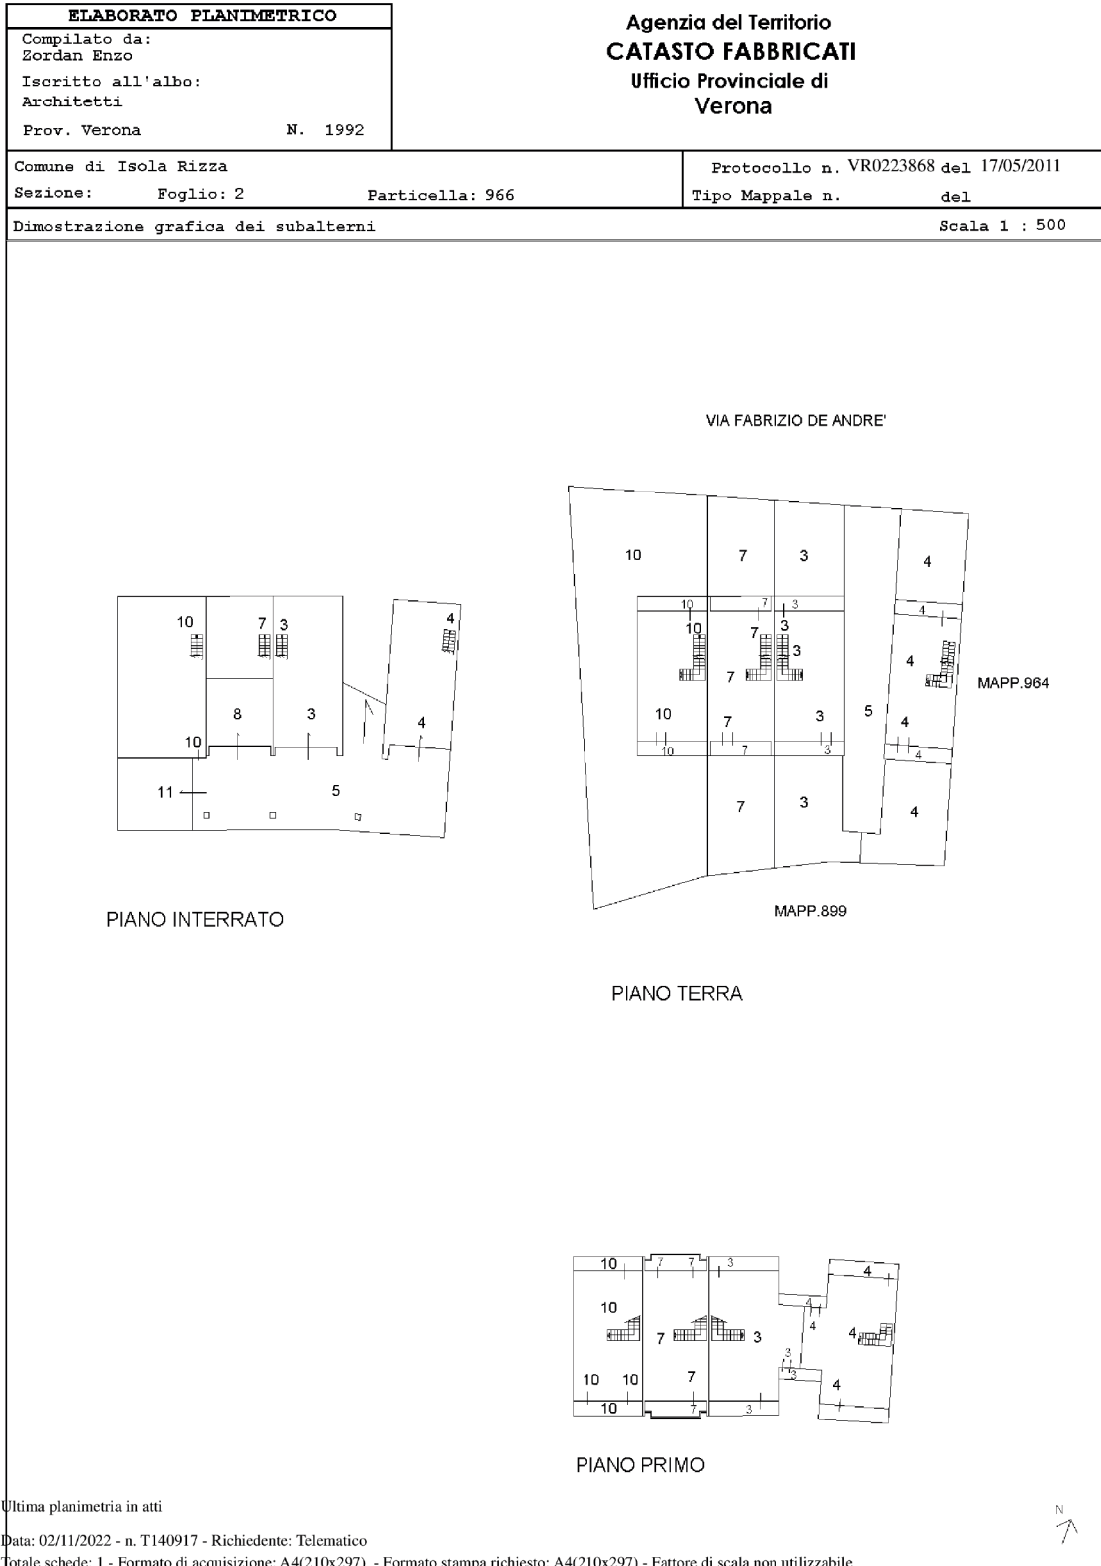 ELABORATO PLANIMETRICO
Compilato da:
Zordan Enzo
Iscritto all'albo:
Architetti
Prov. Verona N. 1992
Agenzia del Territorio
CATASTO FABBRICATI
Ufficio Provinciale di
Verona
Comune di Isola Rizza
Sezione: Foglio: 2 Particella: 966
Protocollo n. VR0223868 del 17/05/2011
Tipo Mappale n. del
Dimostrazione grafica dei subalterni Scala 1 : 500
VIA FABRIZIO DE ANDRE'
10 7 3 4
8 3 4
10
11 5
PIANO INTERRATO
10 7 3 4
10 7 3 4
10 7 3
3 4
7
MAPP.964
10 7 3 5 4
10 7 3 4
7 3 4
MAPP.899
PIANO TERRA
10 7 7 3 4
10 4
7 3 4 4
3
10 10 7 3 4
10 7 3
PIANO PRIMO
Ultima planimetria in atti
N
Data: 02/11/2022 - n. T140917 - Richiedente: Telematico
Totale schede: 1 - Formato di acquisizione: A4(210x297) - Formato stampa richiesto: A4(210x297) - Fattore di scala non utilizzabile